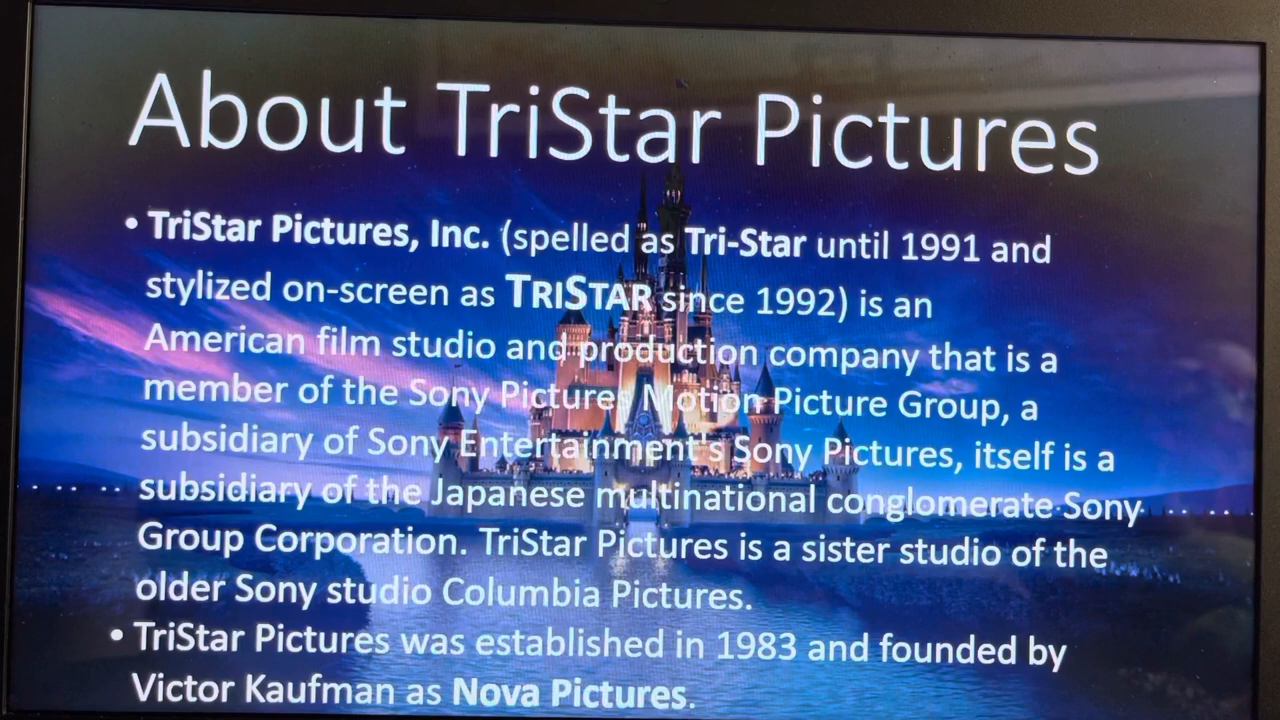 About TriStar Pictures
• TriStar Pictures, Inc. (spelled as Tri-Star until 1991 and
stylized on-screen as TRISTAR since 1992) is an
American film studio and production company that is a
member of the Sony Pictures Motion Picture Group, a
subsidiary of Sony Entertainment's Sony Pictures, itself is a
subsidiary of the Japanese multinational conglomerate Sony
Group Corporation. TriStar Pictures is a sister studio of the
older Sony studio Columbia Pictures.
• TriStar Pictures was established in 1983 and founded by
Victor Kaufman as Nova Pictures.